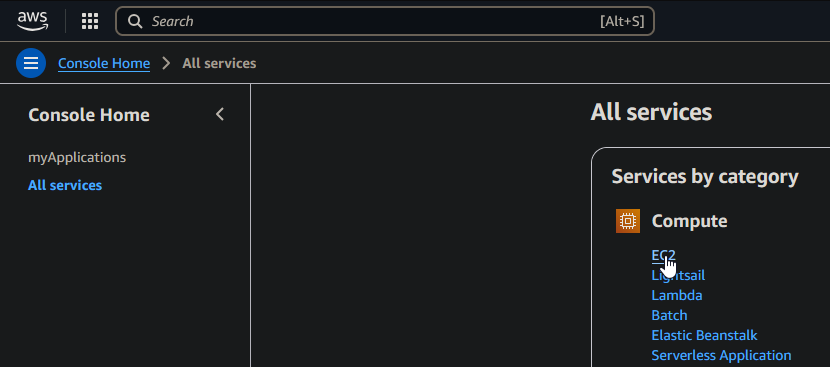 aws
Search [Alt+S]
Console Home > All services
Console Home
myApplications
All services
All services
Services by category
Compute
EC2
Lightsail
Lambda
Batch
Elastic Beanstalk
Serverless Application